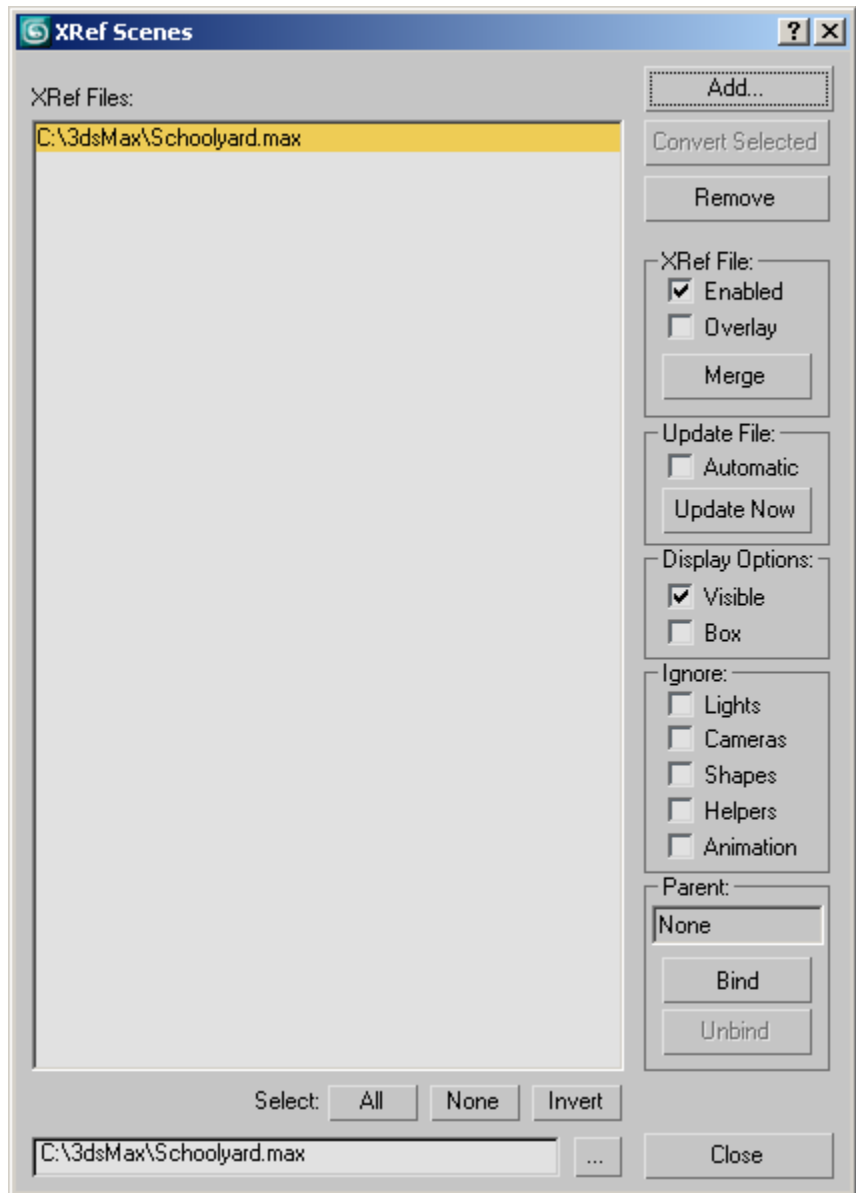 XRef Scenes
XRef Files:
C:\3dsMax\Schoolyard.max
Add...
Convert Selected
Remove
XRef File:
Enabled
Overlay
Merge
Update File:
Automatic
Update Now
Display Options:
Visible
Box
Ignore:
Lights
Cameras
Shapes
Helpers
Animation
Parent:
None
Bind
Unbind
Select: All None Invert
C:\3dsMax\Schoolyard.max ... Close